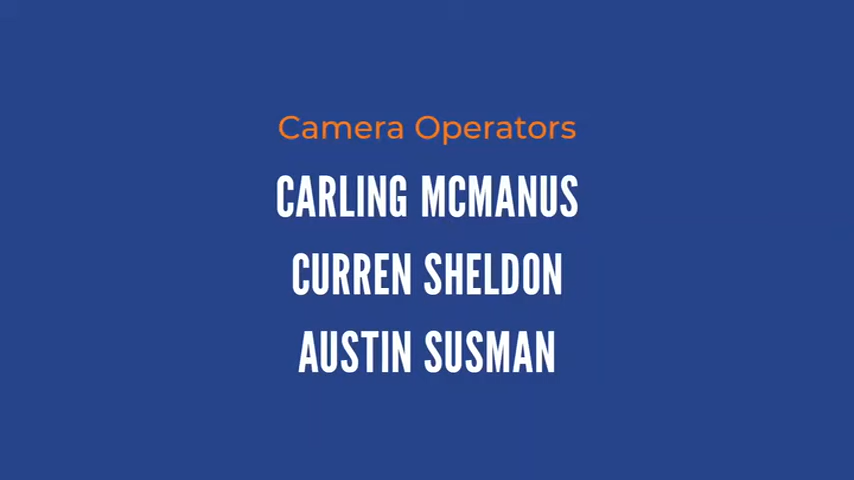 Camera Operators
CARLING MCMANUS
CURREN SHELDON
AUSTIN SUSMAN